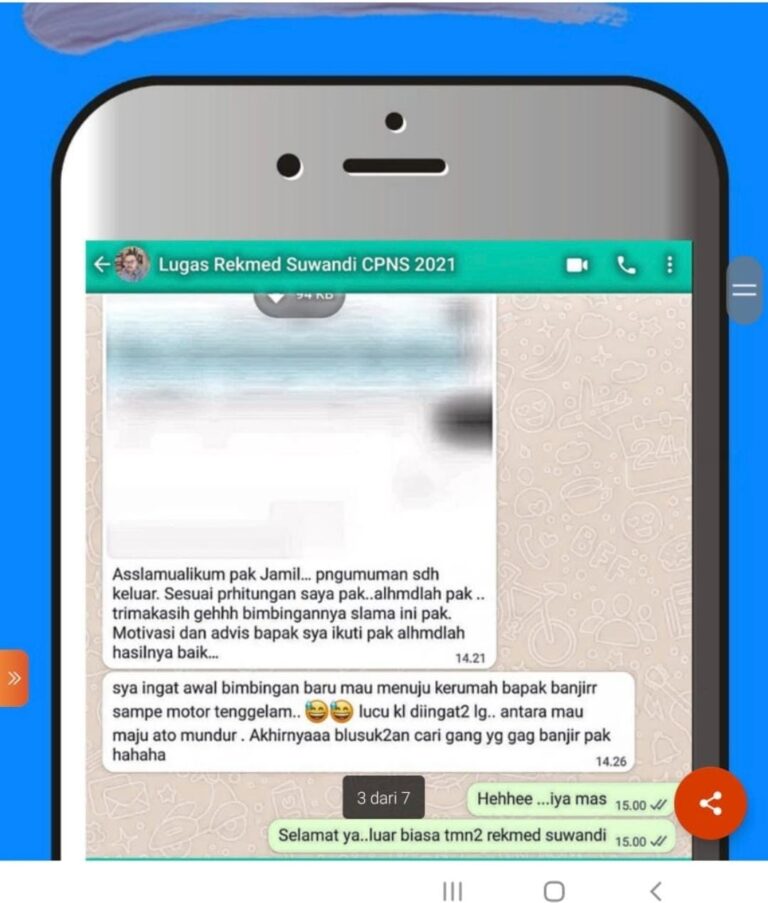 Lugas Rekmed Suwandi CPNS 2021
94 KB
Asslamualikum pak Jamil... pngumuman sdh
keluar. Sesuai prhitungan saya pak..alhmdlah pak ..
trimakasih gehhh bimbingannya slama ini pak.
Motivasi dan advis bapak sya ikuti pak alhmdlah
hasilnya baik...
14.21
sya ingat awal bimbingan baru mau menuju kerumah bapak banjirr
sampe motor tenggelam.. 😅😅 lucu kl diingat2 lg.. antara mau
maju ato mundur . Akhirnyaaa blusuk2an cari gang yg gag banjir pak
hahaha
14.26
3 dari 7
Hehhee ...iya mas 15.00
Selamat ya..luar biasa tmn2 rekmed suwandi 15.00